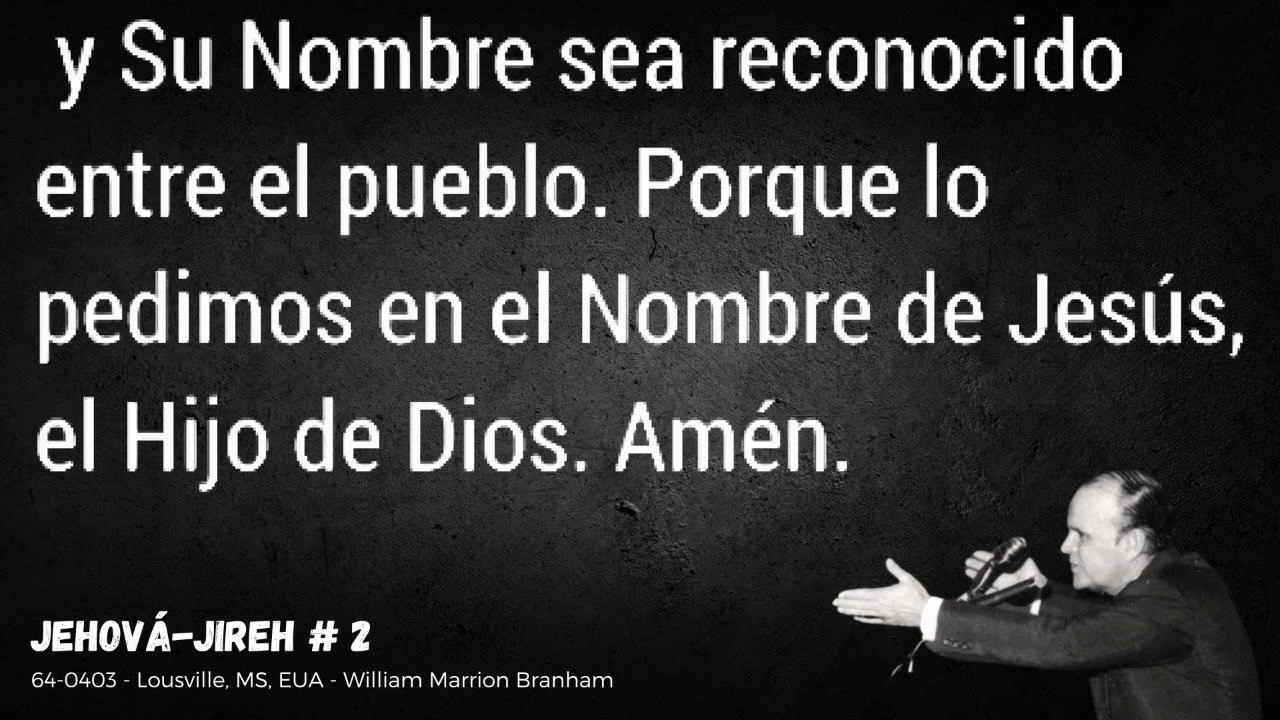 y Su Nombre sea reconocido
entre el pueblo. Porque lo
pedimos en el Nombre de Jesús,
el Hijo de Dios. Amén.
JEHOVÁ-JIREH # 2
64-0403 - Lousville, MS, EUA - William Marrion Branham